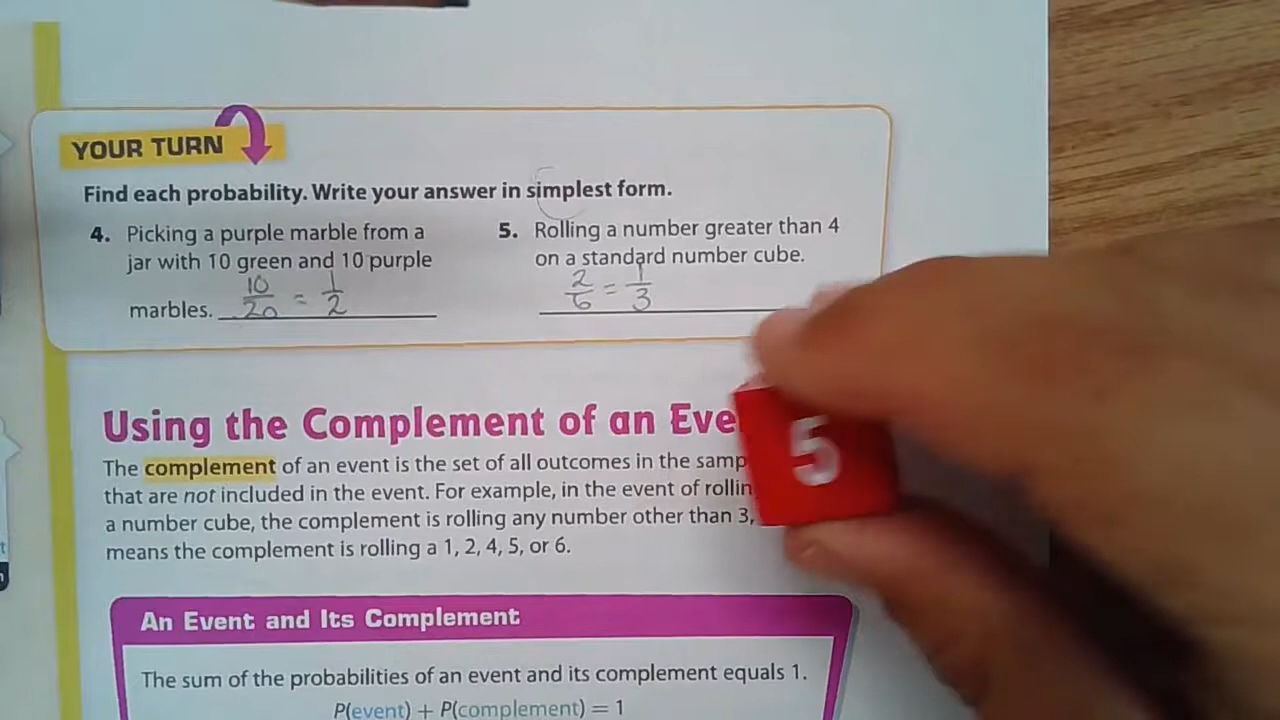 YOUR TURN
Find each probability. Write your answer in simplest form.
4. Picking a purple marble from a
jar with 10 green and 10 purple
marbles. 10/20 = 1/2
5. Rolling a number greater than 4
on a standard number cube.
2/6 = 1/3
Using the Complement of an Eve
The complement of an event is the set of all outcomes in the samp
that are not included in the event. For example, in the event of rollin
a number cube, the complement is rolling any number other than 3,
means the complement is rolling a 1, 2, 4, 5, or 6.
5
An Event and Its Complement
The sum of the probabilities of an event and its complement equals 1.
P(event) + P(complement) = 1